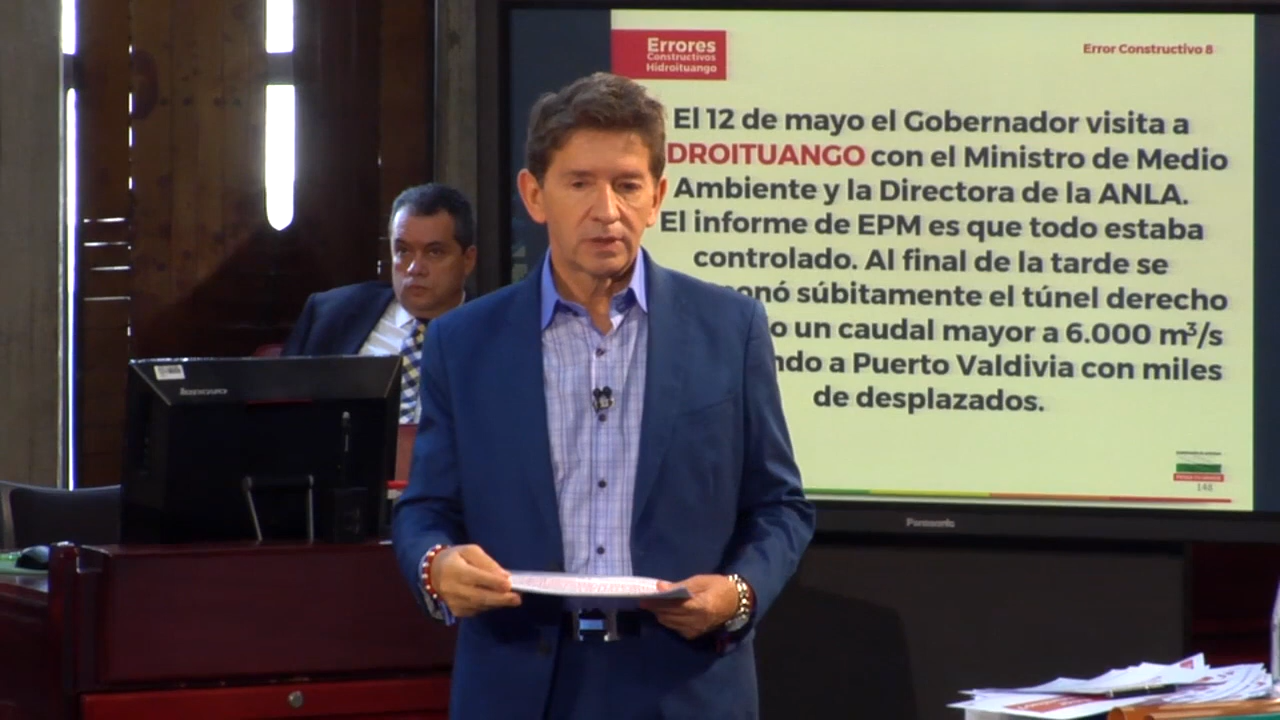 Errores
Constructivos
Hidroituango
Error Constructivo 8
El 12 de mayo el Gobernador visita a
DROITUANGO con el Ministro de Medio
Ambiente y la Directora de la ANLA.
El informe de EPM es que todo estaba
controlado. Al final de la tarde se
onó súbitamente el túnel derecho
o un caudal mayor a 6.000 m³/s
ndo a Puerto Valdivia con miles
de desplazados.
148
Panasonic
lenovo